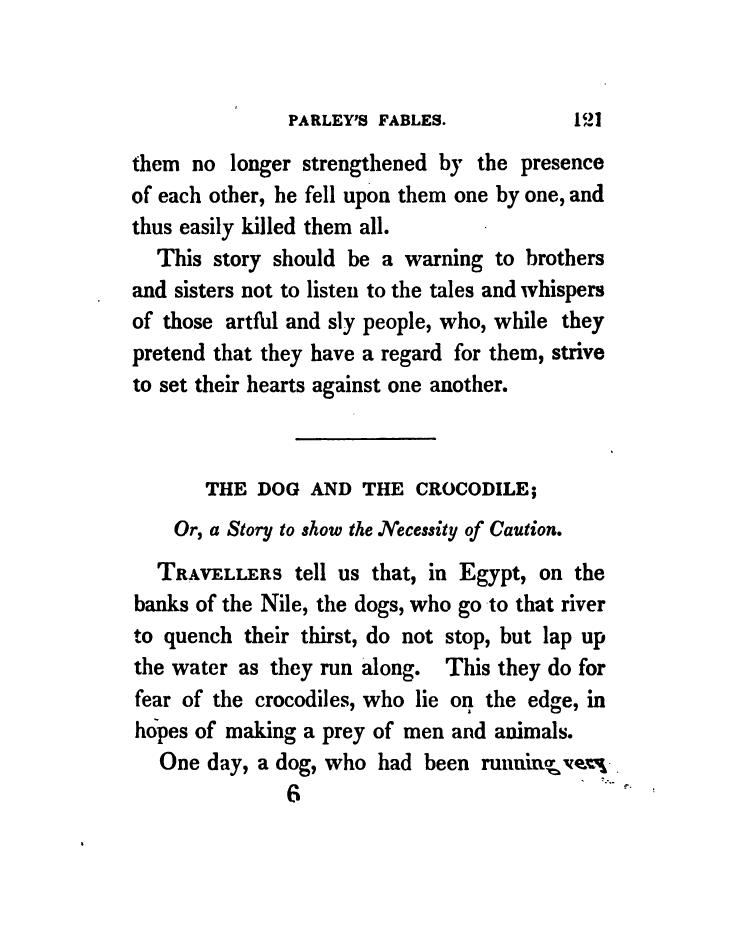 PARLEY'S FABLES. 121
them no longer strengthened by the presence
of each other, he fell upon them one by one, and
thus easily killed them all.
This story should be a warning to brothers
and sisters not to listen to the tales and whispers
of those artful and sly people, who, while they
pretend that they have a regard for them, strive
to set their hearts against one another.
THE DOG AND THE CROCODILE;
Or, a Story to show the Necessity of Caution.
TRAVELLERS tell us that, in Egypt, on the
banks of the Nile, the dogs, who go to that river
to quench their thirst, do not stop, but lap up
the water as they run along. This they do for
fear of the crocodiles, who lie on the edge, in
hopes of making a prey of men and animals.
One day, a dog, who had been running very
6